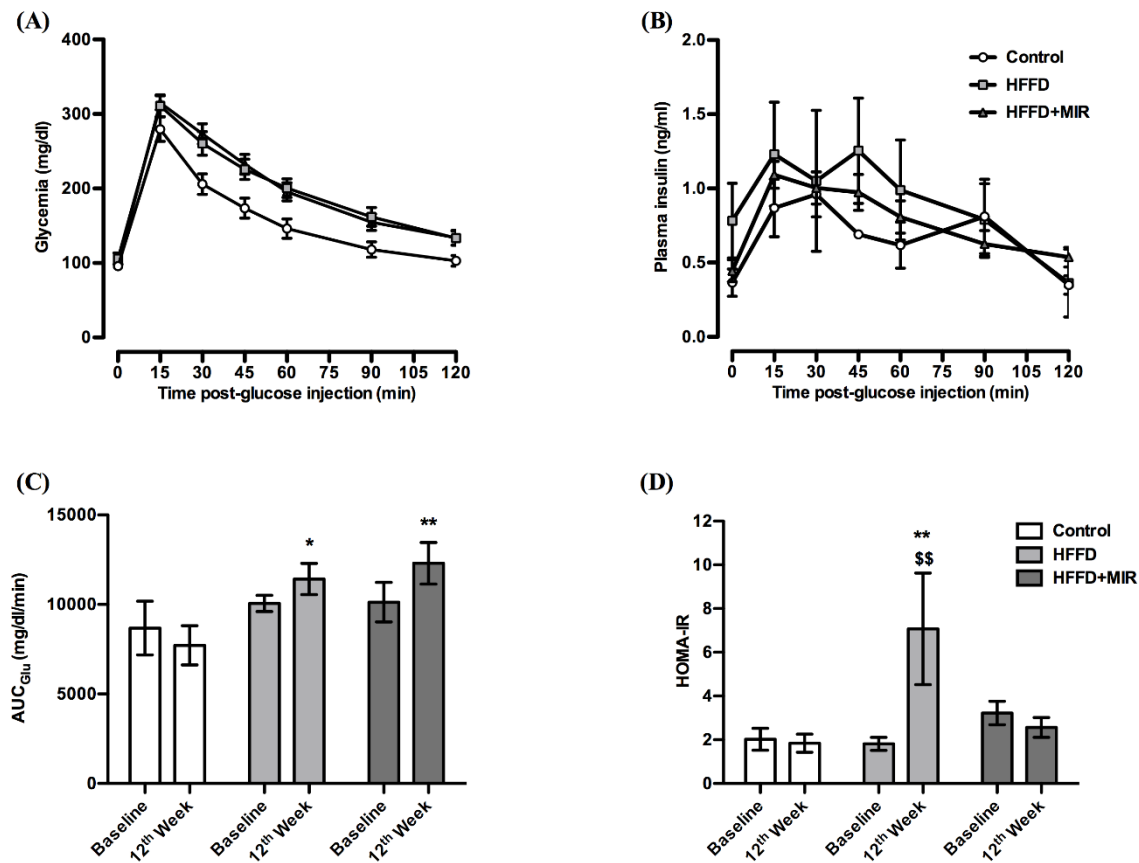 (A)
400
300
200
100
0
Glycemia (mg/dl)
0 15 30 45 60 75 90 105 120
Time post-glucose injection (min)
(B)
2.0
1.5
1.0
0.5
0.0
Plasma insulin (ng/ml)
Control
HFFD
HFFD+MIR
0 15 30 45 60 75 90 105 120
Time post-glucose injection (min)
(C)
15000
10000
5000
0
AUCGlu (mg/dl/min)
*
**
Baseline
12th Week
Baseline
12th Week
Baseline
12th Week
(D)
12
10
8
6
4
2
0
HOMA-IR
**
$$
Control
HFFD
HFFD+MIR
Baseline
12th Week
Baseline
12th Week
Baseline
12th Week